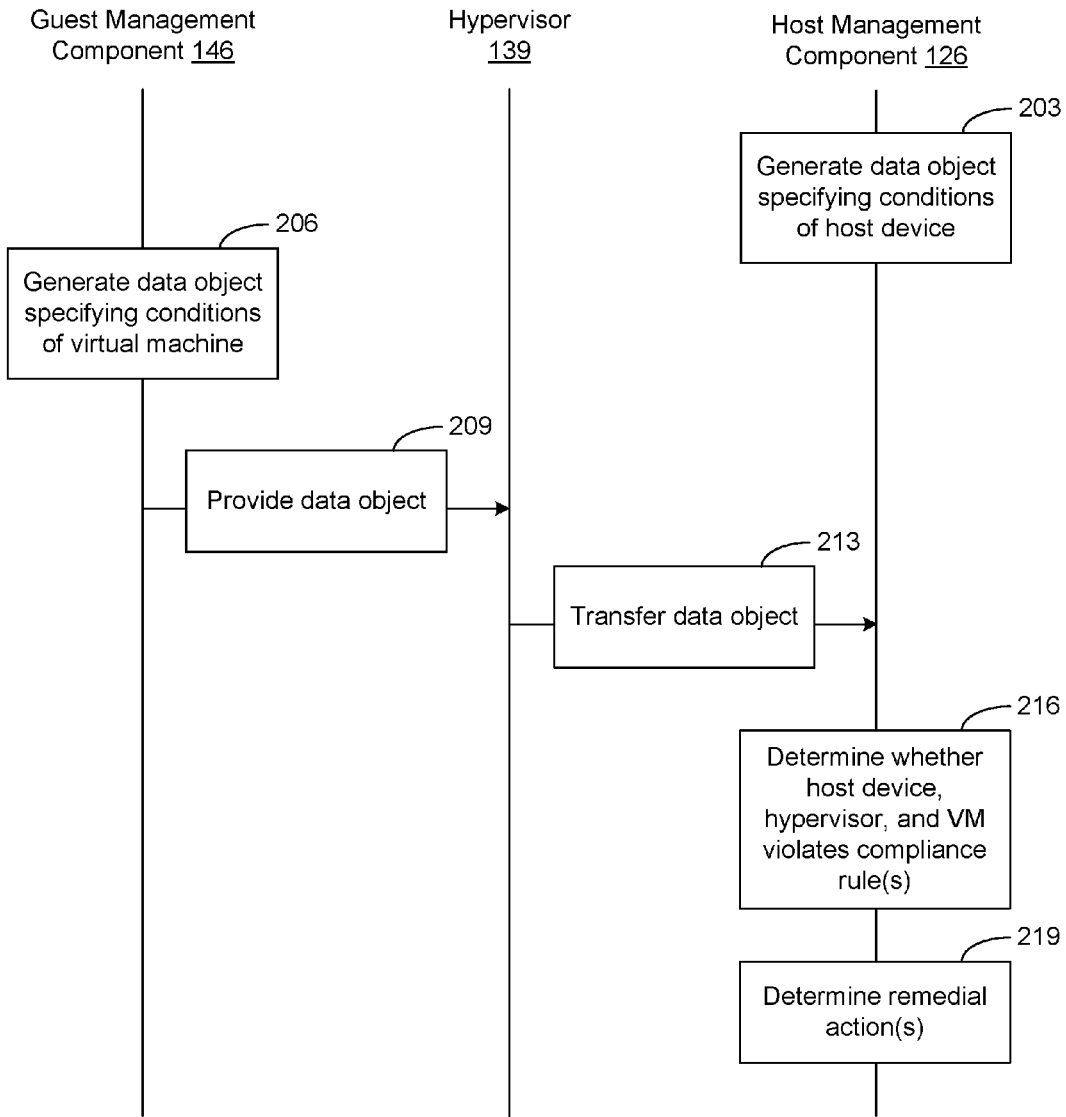 Guest Management
Component 146
Hypervisor
139
Host Management
Component 126
203
Generate data object
specifying conditions
of host device
206
Generate data object
specifying conditions
of virtual machine
209
Provide data object
213
Transfer data object
216
Determine whether
host device,
hypervisor, and VM
violates compliance
rule(s)
219
Determine remedial
action(s)